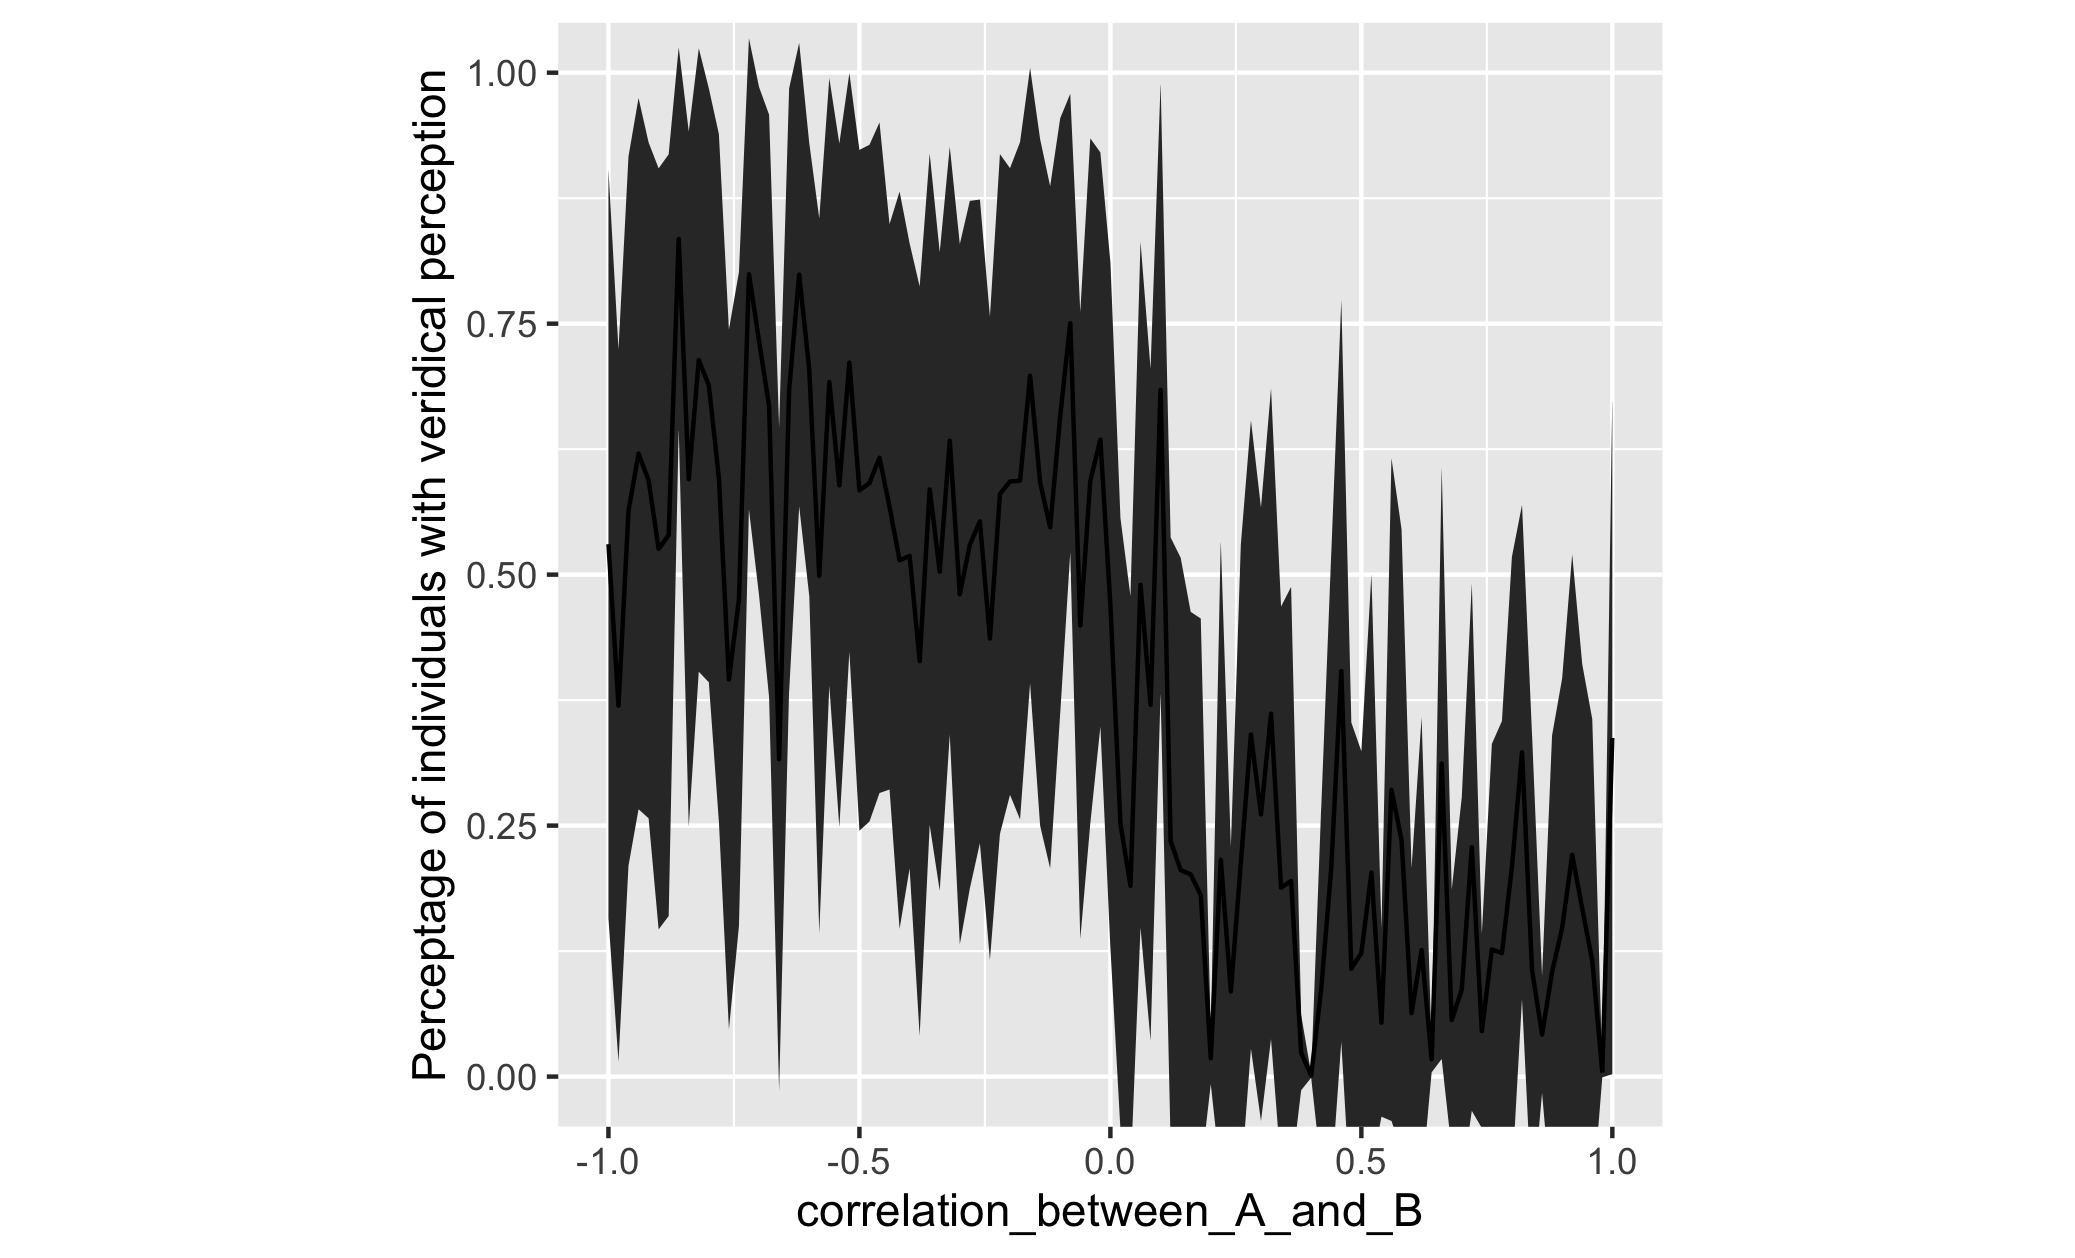 Perceptage of individuals with veridical perception
1.00
0.75
0.50
0.25
0.00
-1.0 -0.5 0.0 0.5 1.0
correlation_between_A_and_B